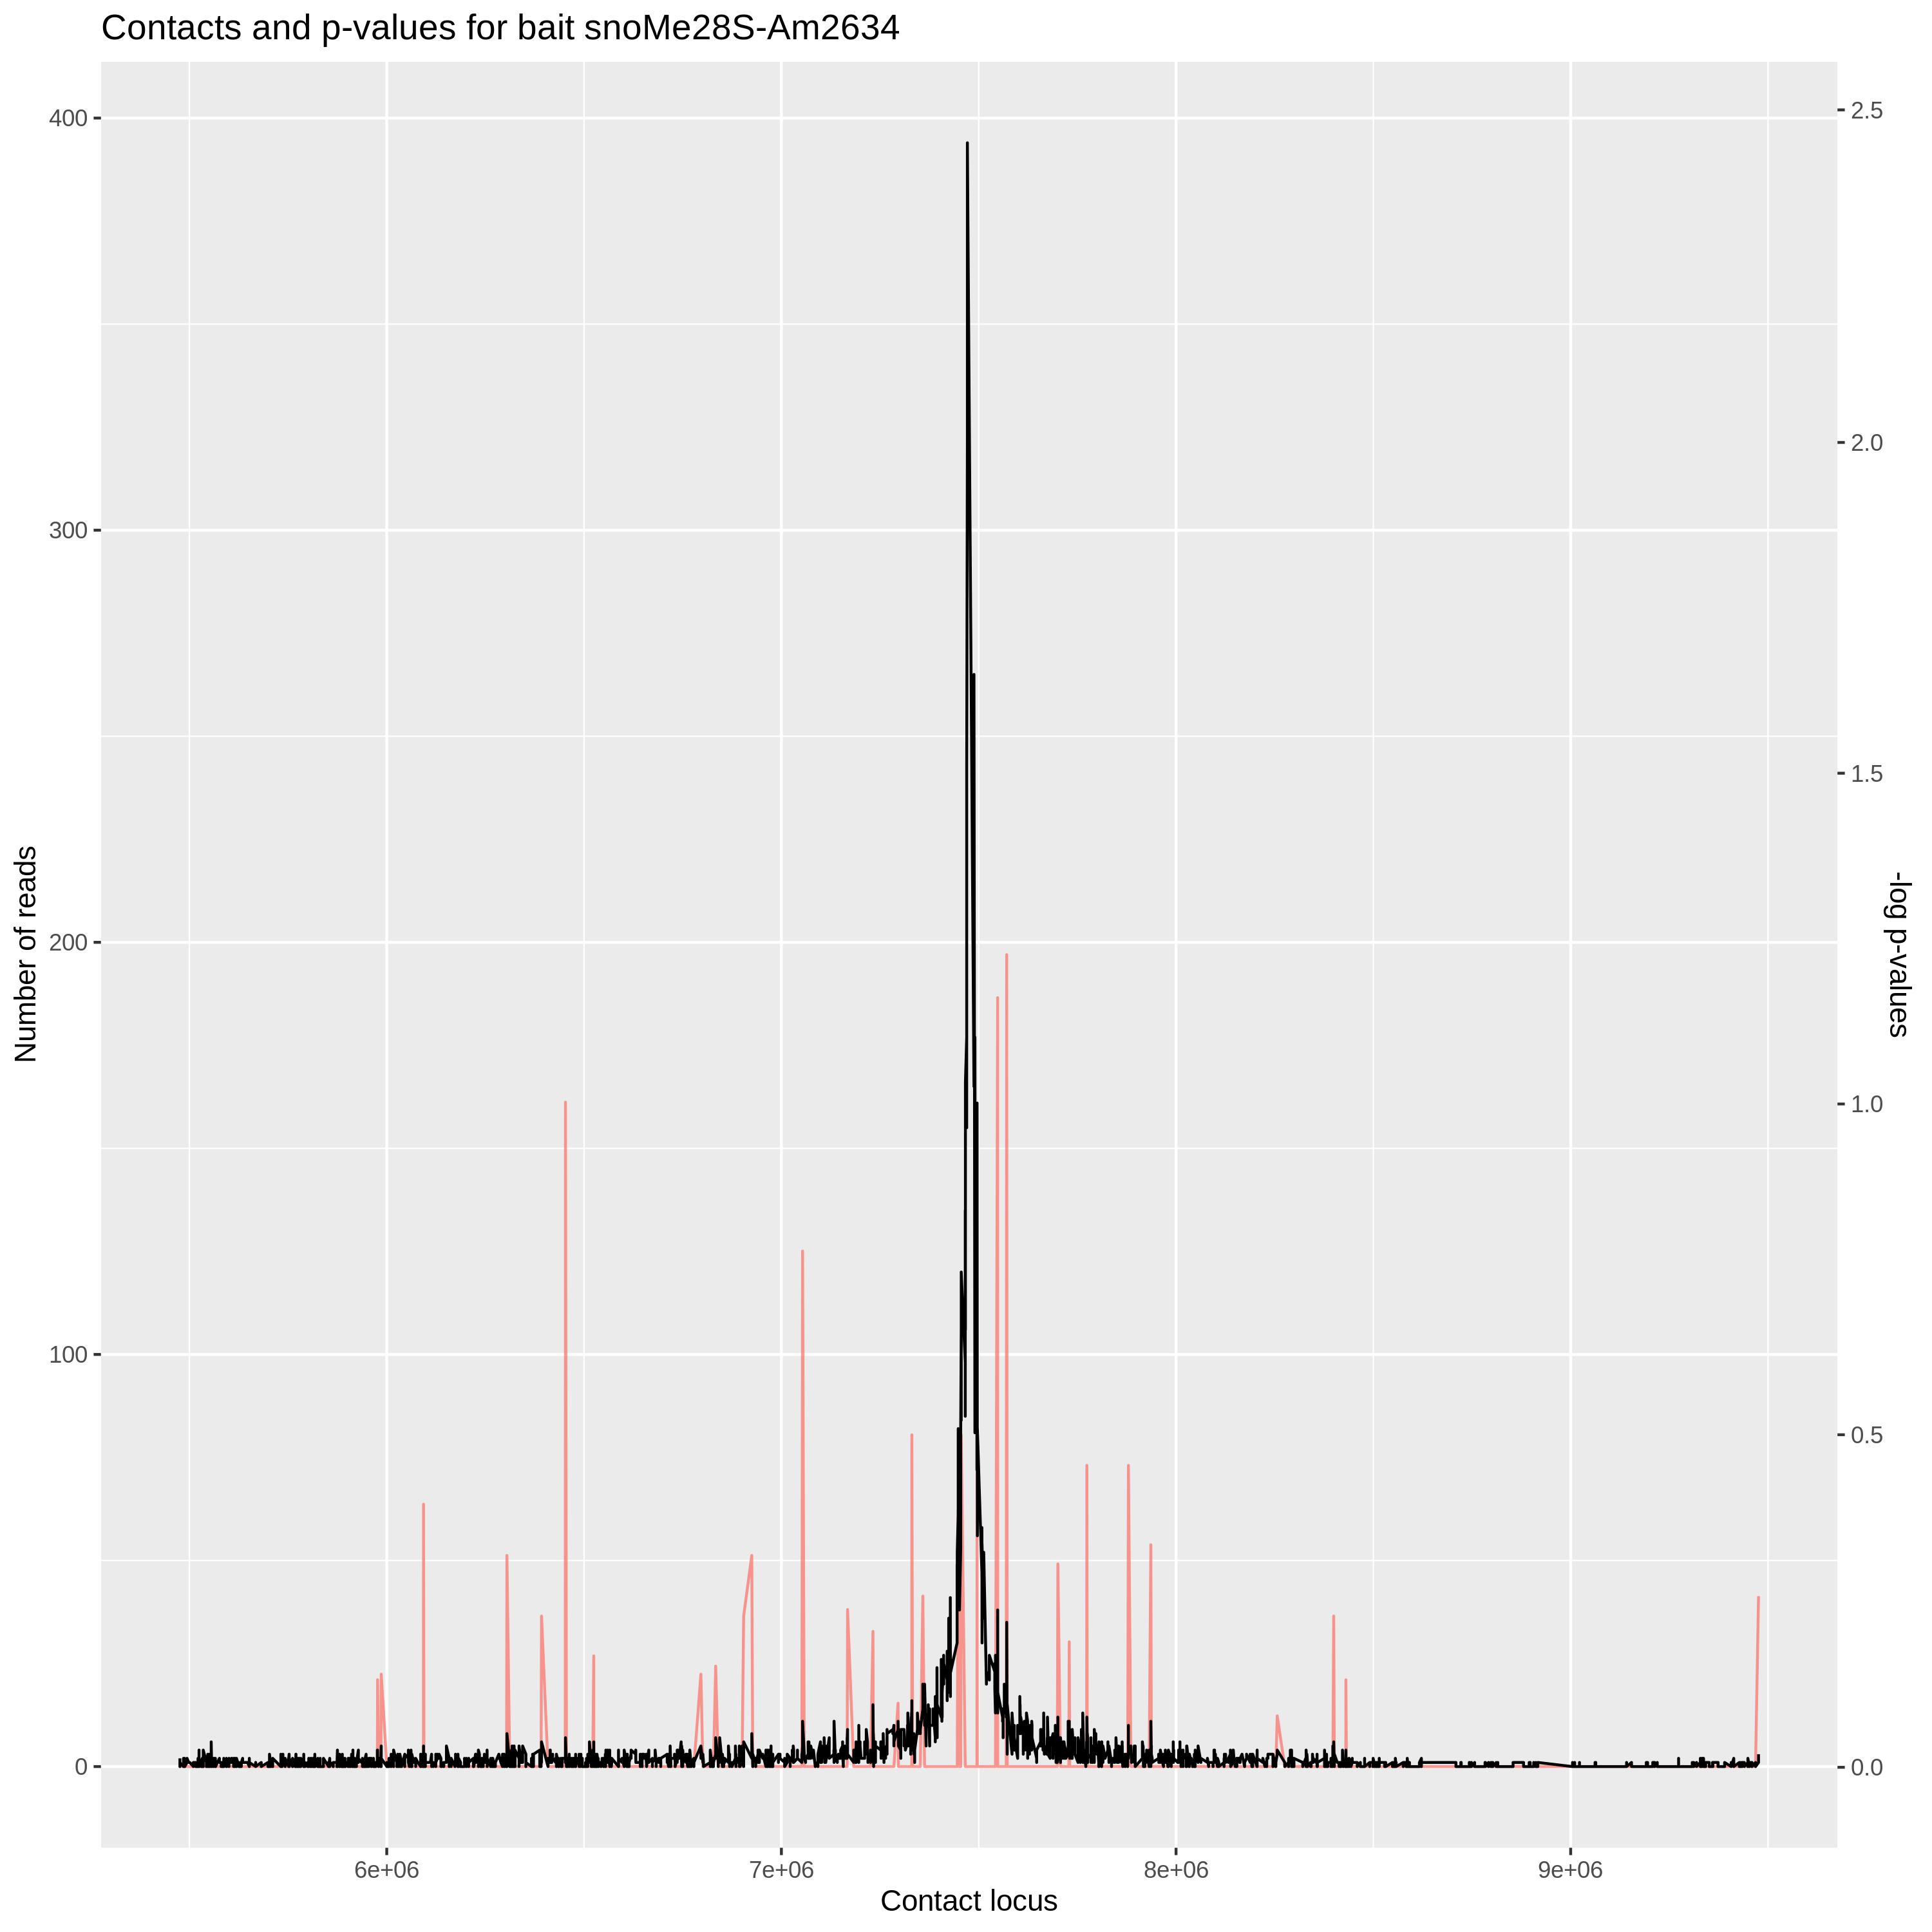 Contacts and p-values for bait snoMe28S-Am2634
400
300
200
100
0
Number of reads
2.5
2.0
1.5
1.0
0.5
0.0
-log p-values
6e+06
7e+06
8e+06
9e+06
Contact locus